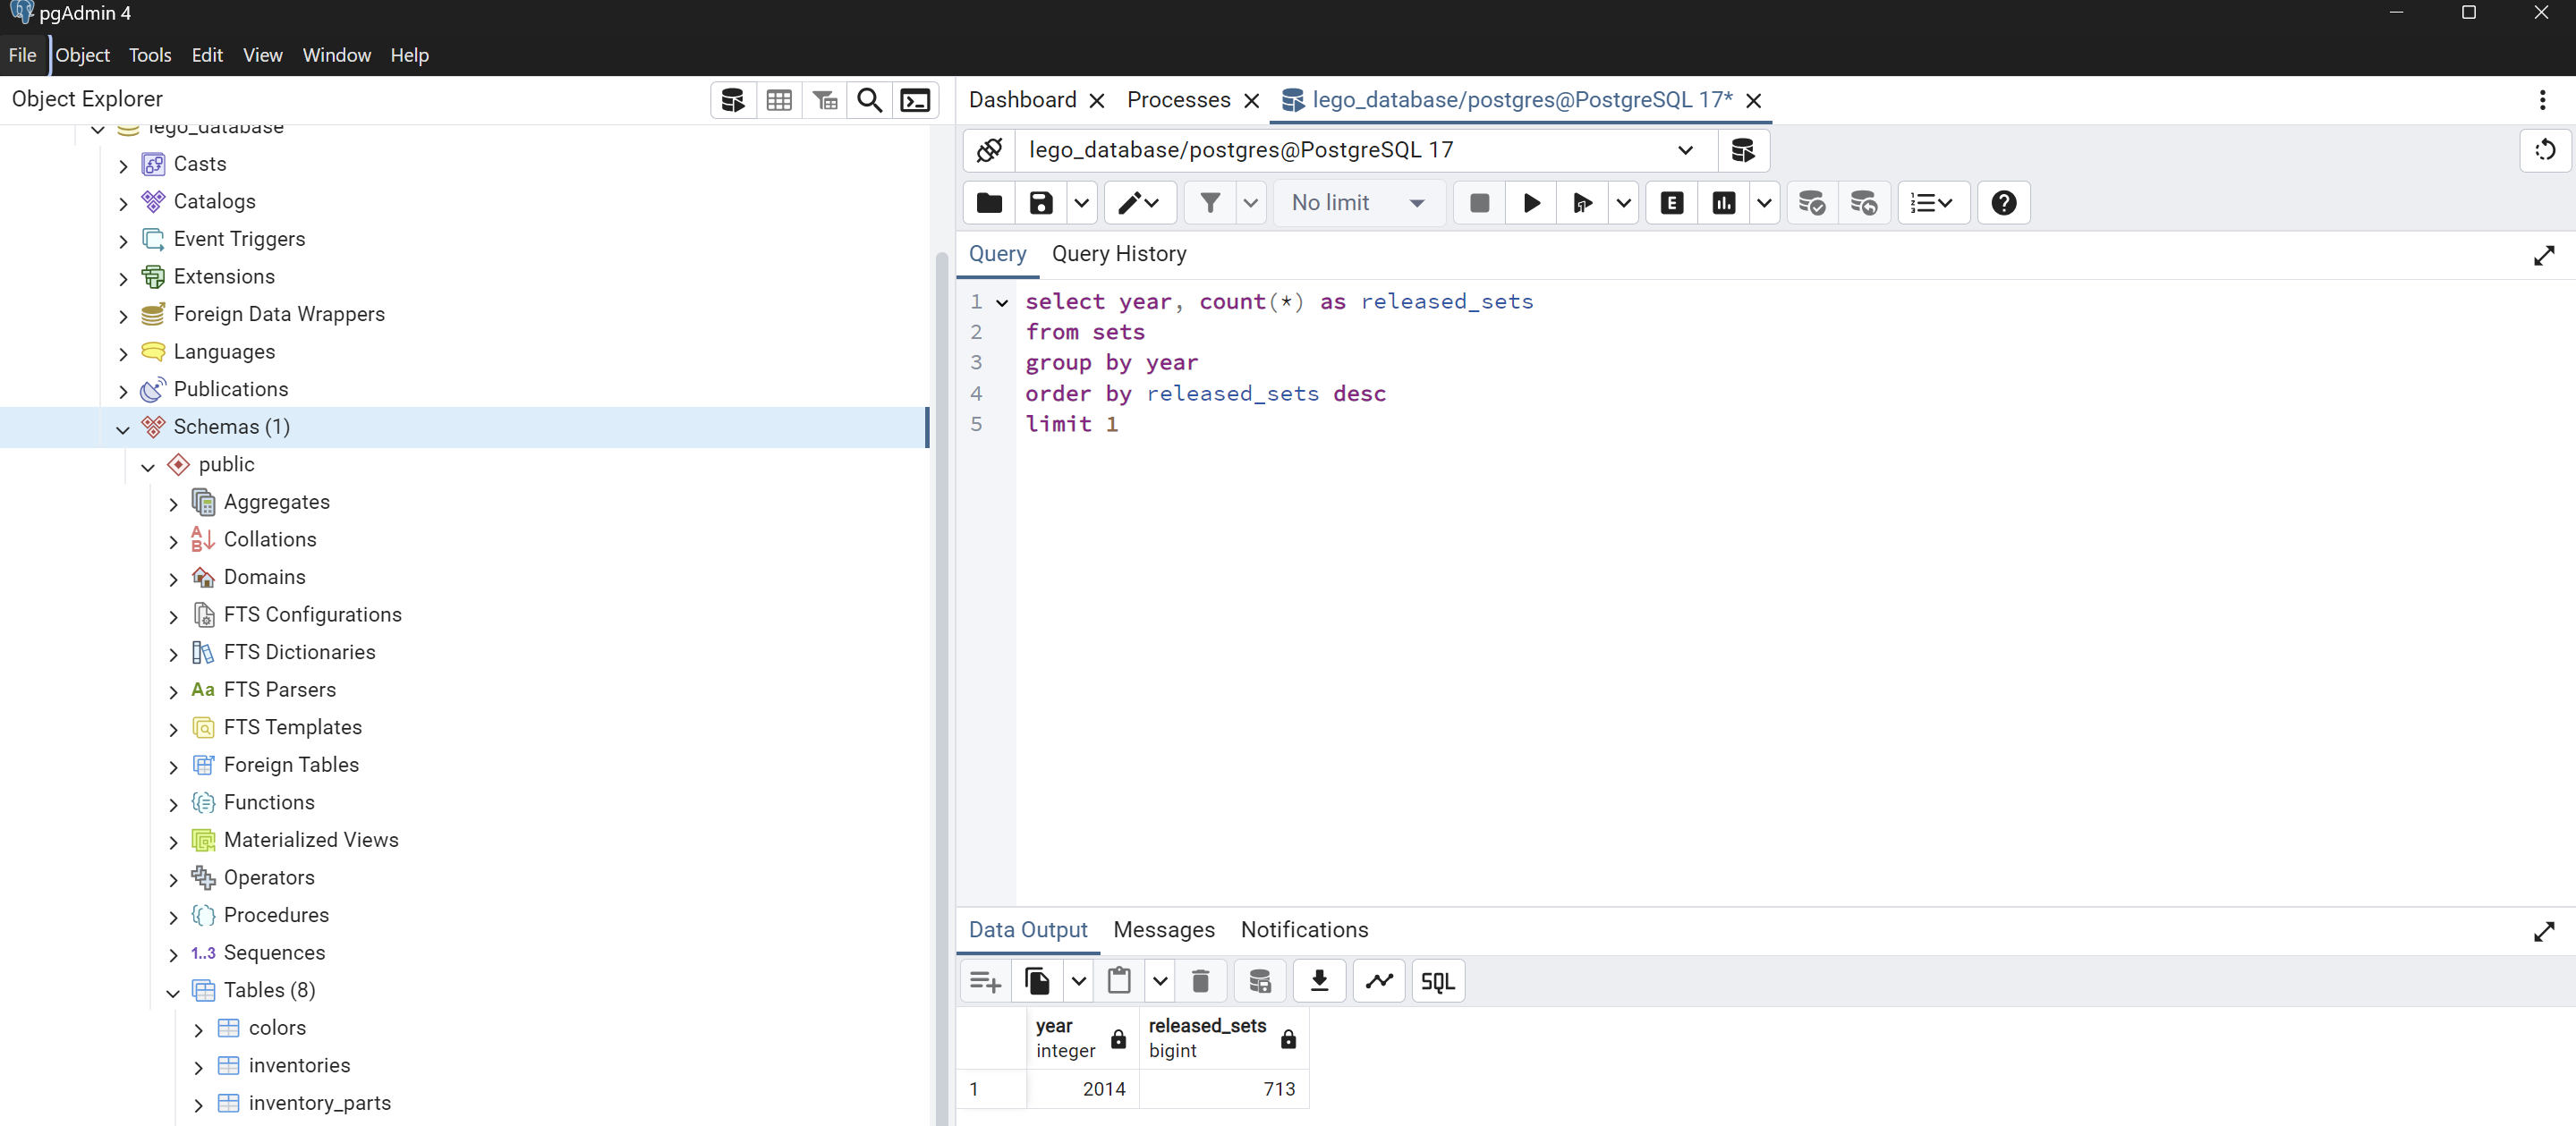 pgAdmin 4
File Object Tools Edit View Window Help
Object Explorer
lego_database
Casts
Catalogs
Event Triggers
Extensions
Foreign Data Wrappers
Languages
Publications
Schemas (1)
public
Aggregates
Collations
Domains
FTS Configurations
FTS Dictionaries
Aa FTS Parsers
FTS Templates
Foreign Tables
Functions
Materialized Views
Operators
Procedures
1..3 Sequences
Tables (8)
colors
inventories
inventory_parts
Dashboard Processes lego_database/postgres@PostgreSQL 17*
lego_database/postgres@PostgreSQL 17
No limit E
Query Query History
1 select year, count(*) as released_sets
2 from sets
3 group by year
4 order by released_sets desc
5 limit 1
Data Output Messages Notifications
SQL
year released_sets
integer bigint
1 2014 713